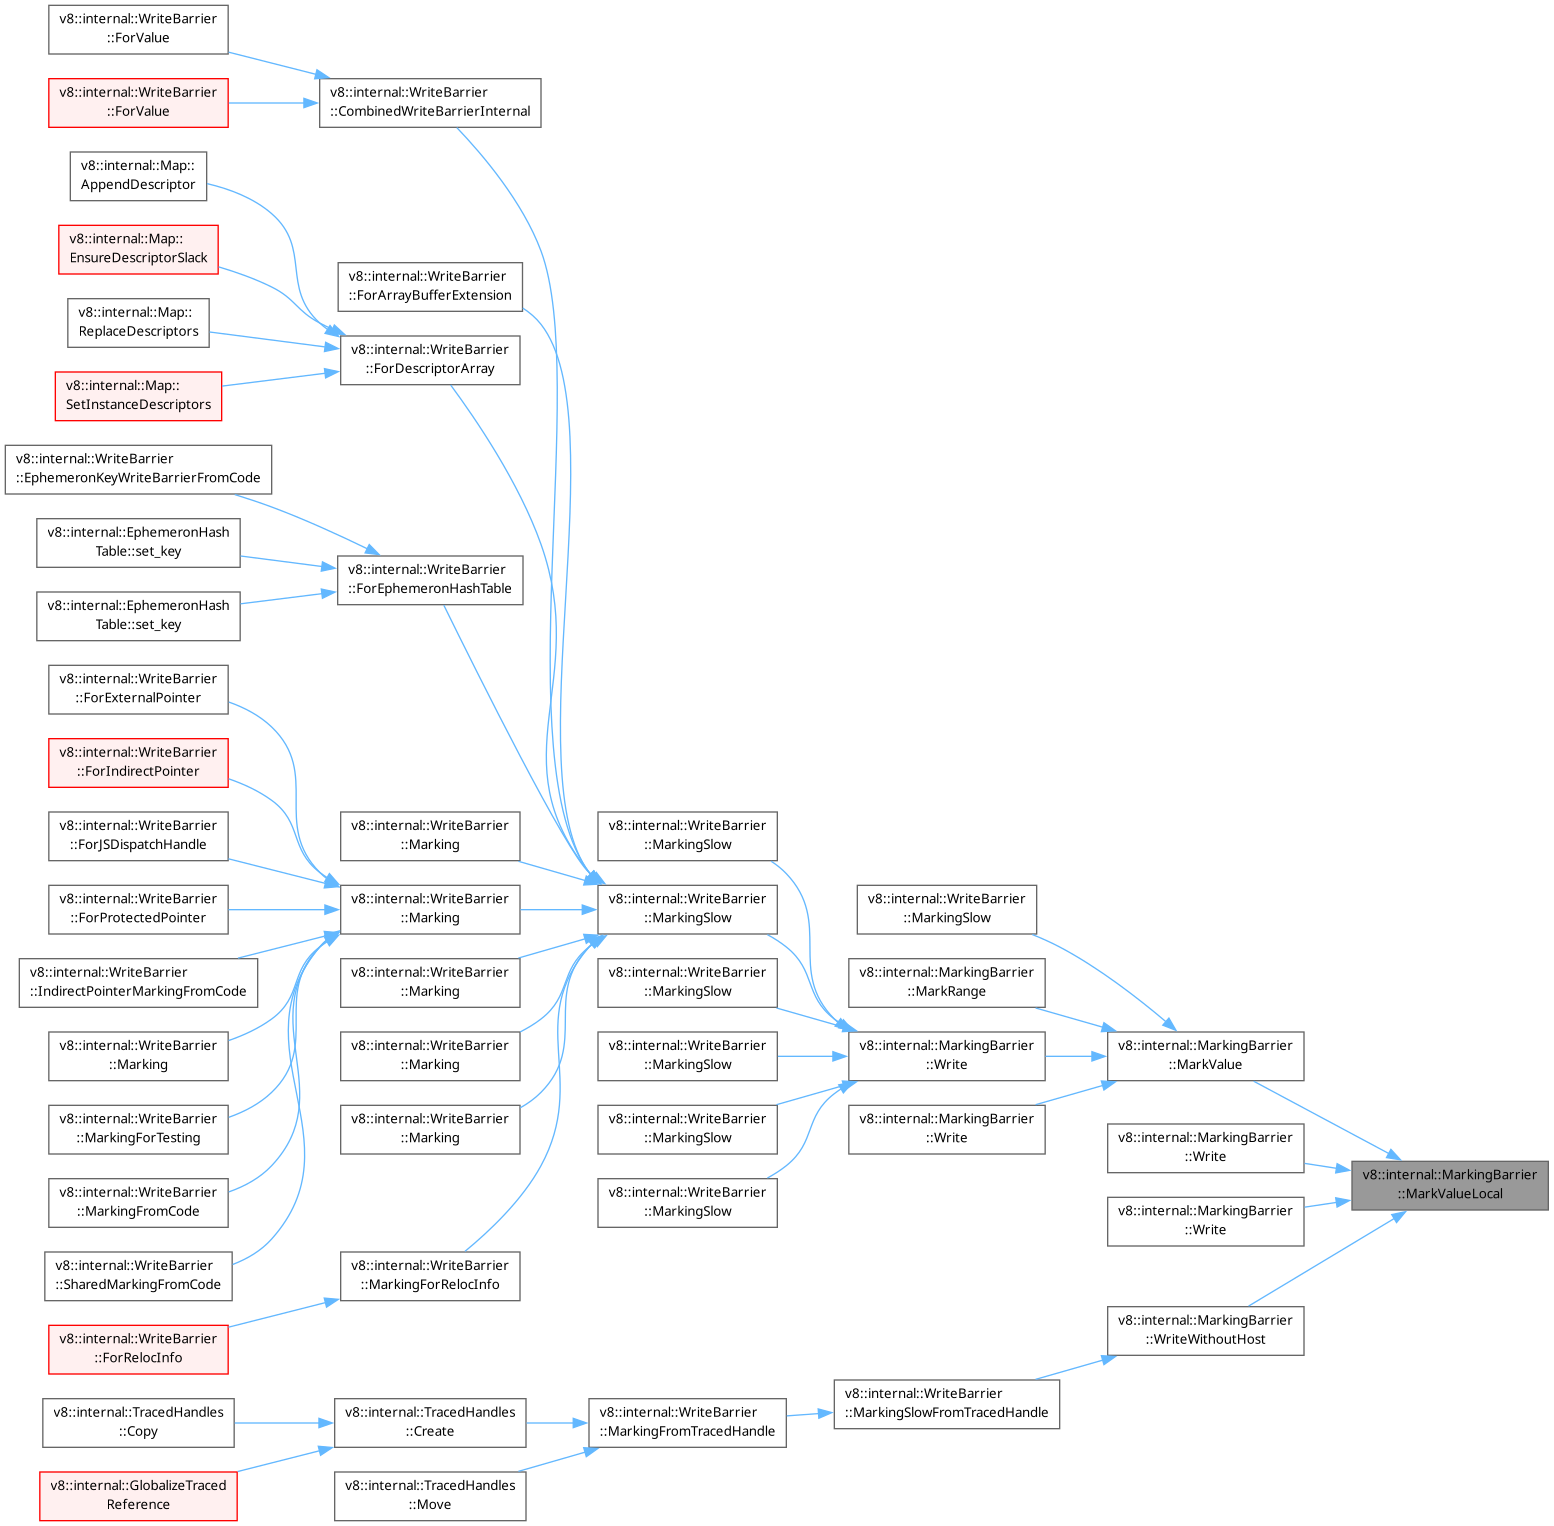 v8::internal::WriteBarrier
::ForValue
v8::internal::WriteBarrier
::ForValue
v8::internal::WriteBarrier
::CombinedWriteBarrierInternal
v8::internal::Map::
AppendDescriptor
v8::internal::Map::
EnsureDescriptorSlack
v8::internal::WriteBarrier
::ForArrayBufferExtension
v8::internal::Map::
ReplaceDescriptors
v8::internal::WriteBarrier
::ForDescriptorArray
v8::internal::Map::
SetInstanceDescriptors
v8::internal::WriteBarrier
::EphemeronKeyWriteBarrierFromCode
v8::internal::EphemeronHash
Table::set_key
v8::internal::WriteBarrier
::ForEphemeronHashTable
v8::internal::EphemeronHash
Table::set_key
v8::internal::WriteBarrier
::ForExternalPointer
v8::internal::WriteBarrier
::ForIndirectPointer
v8::internal::WriteBarrier
::ForJSDispatchHandle
v8::internal::WriteBarrier
::Marking
v8::internal::WriteBarrier
::MarkingSlow
v8::internal::WriteBarrier
::ForProtectedPointer
v8::internal::WriteBarrier
::Marking
v8::internal::WriteBarrier
::MarkingSlow
v8::internal::WriteBarrier
::MarkingSlow
v8::internal::WriteBarrier
::IndirectPointerMarkingFromCode
v8::internal::WriteBarrier
::Marking
v8::internal::WriteBarrier
::MarkingSlow
v8::internal::MarkingBarrier
::MarkRange
v8::internal::WriteBarrier
::Marking
v8::internal::WriteBarrier
::Marking
v8::internal::WriteBarrier
::MarkingSlow
v8::internal::MarkingBarrier
::Write
v8::internal::MarkingBarrier
::MarkValue
v8::internal::WriteBarrier
::MarkingForTesting
v8::internal::WriteBarrier
::Marking
v8::internal::WriteBarrier
::MarkingSlow
v8::internal::MarkingBarrier
::Write
v8::internal::MarkingBarrier
::Write
v8::internal::MarkingBarrier
::MarkValueLocal
v8::internal::WriteBarrier
::MarkingFromCode
v8::internal::WriteBarrier
::MarkingSlow
v8::internal::MarkingBarrier
::Write
v8::internal::WriteBarrier
::SharedMarkingFromCode
v8::internal::WriteBarrier
::MarkingForRelocInfo
v8::internal::WriteBarrier
::ForRelocInfo
v8::internal::MarkingBarrier
::WriteWithoutHost
v8::internal::TracedHandles
::Copy
v8::internal::TracedHandles
::Create
v8::internal::WriteBarrier
::MarkingFromTracedHandle
v8::internal::WriteBarrier
::MarkingSlowFromTracedHandle
v8::internal::GlobalizeTraced
Reference
v8::internal::TracedHandles
::Move